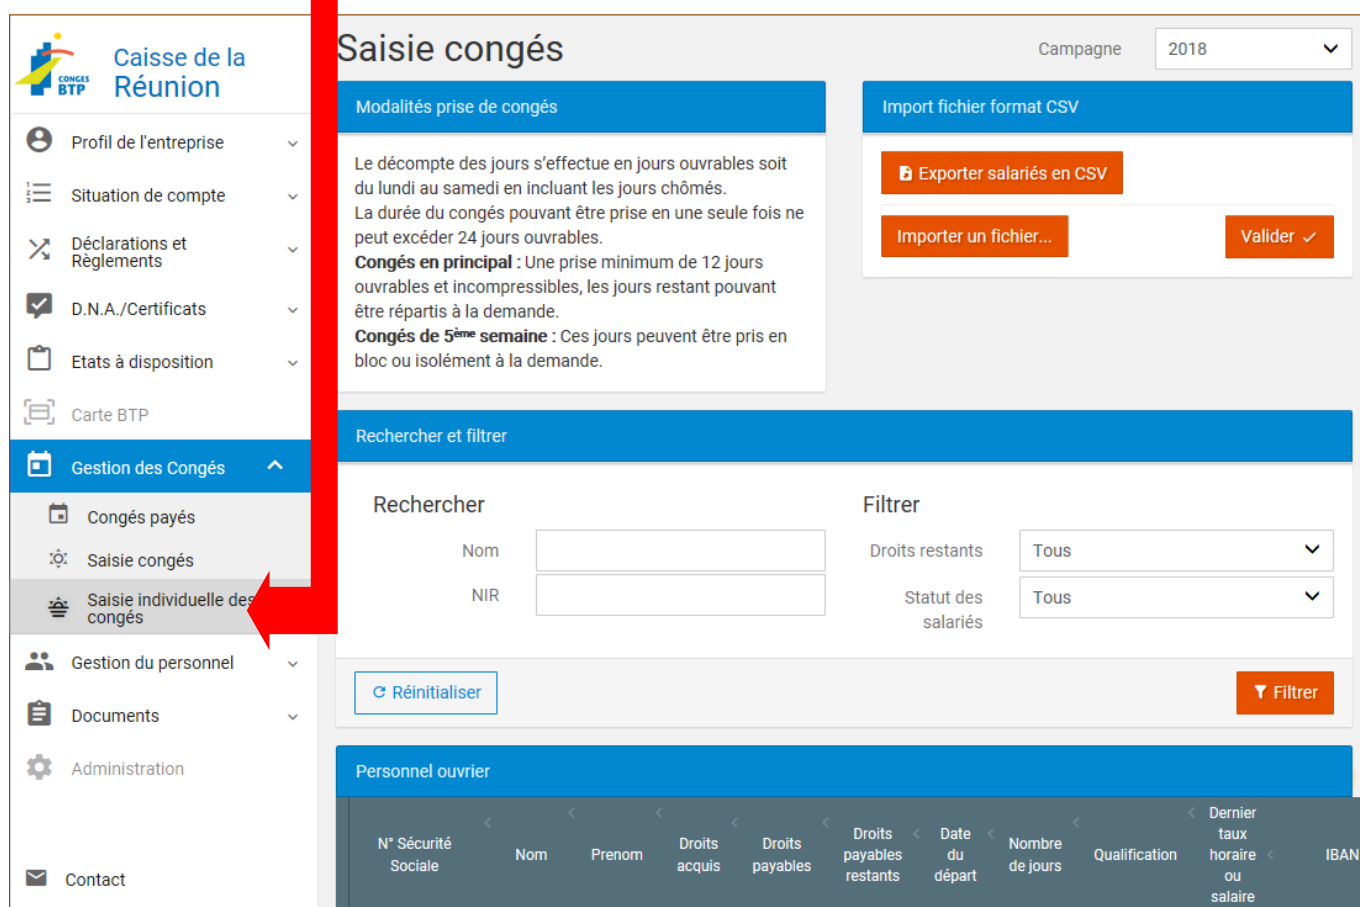 CONGES
BTP
Caisse de la
Réunion
Profil de l'entreprise
Situation de compte
Déclarations et
Règlements
D.N.A./Certificats
Etats à disposition
Carte BTP
Gestion des Congés
Congés payés
Saisie congés
Saisie individuelle des
congés
Gestion du personnel
Documents
Administration
Contact
Saisie congés
Campagne
2018
Modalités prise de congés
Le décompte des jours s’effectue en jours ouvrables soit
du lundi au samedi en incluant les jours chômés.
La durée du congés pouvant être prise en une seule fois ne
peut excéder 24 jours ouvrables.
Congés en principal : Une prise minimum de 12 jours
ouvrables et incompressibles, les jours restant pouvant
être répartis à la demande.
Congés de 5ème semaine : Ces jours peuvent être pris en
bloc ou isolément à la demande.
Import fichier format CSV
Exporter salariés en CSV
Importer un fichier...
Valider
Rechercher et filtrer
Rechercher
Nom
NIR
Filtrer
Droits restants
Tous
Statut des
salariés
Tous
Réinitialiser
Filtrer
Personnel ouvrier
N° Sécurité
Sociale
Nom
Prenom
Droits
acquis
Droits
payables
Droits
payables
restants
Date
du
départ
Nombre
de jours
Qualification
Dernier
taux
horaire
ou
salaire
IBAN